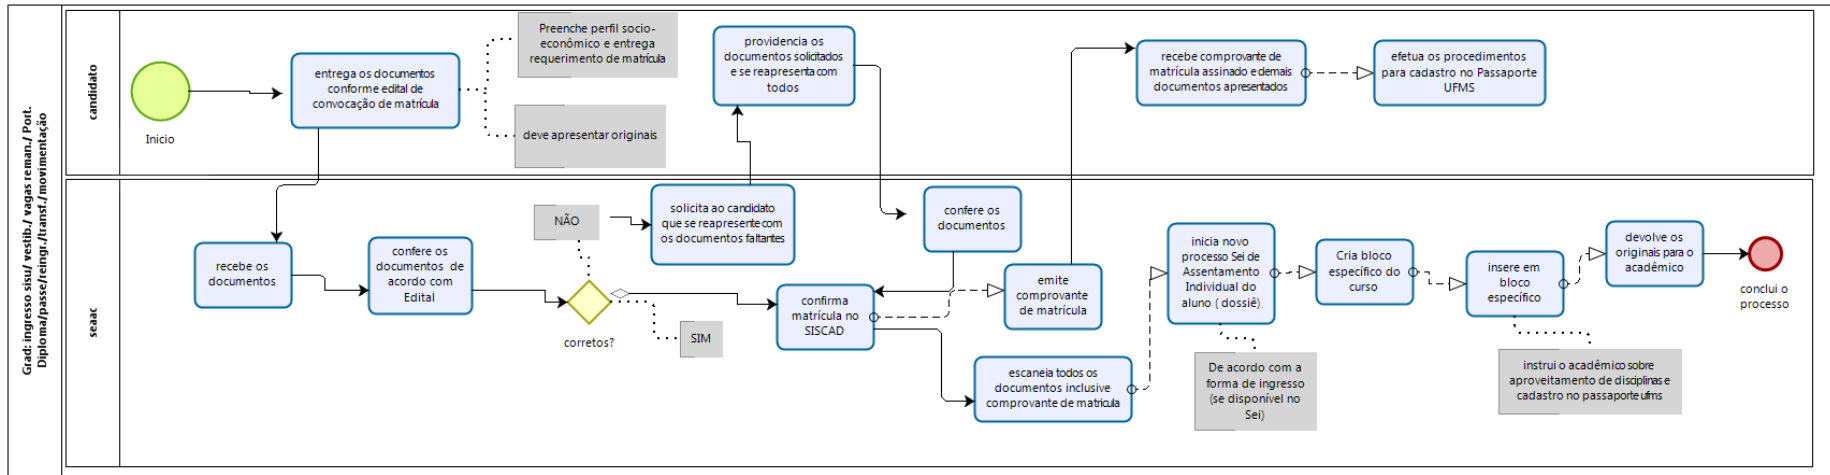 Grad: ingresso sisu/ vestib./ vagas reman./ Port.
Diploma/passe/reingr./transf./movimentação
candidato
Inicio
entrega os documentos
conforme edital de
convocação de matrícula
Preenche perfil socio-
econômico e entrega
requerimento de matrícula
deve apresentar originais
providencia os
documentos solicitados
e se reapresenta com
todos
recebe comprovante de
matrícula assinado e demais
documentos apresentados
efetua os procedimentos
para cadastro no Passaporte
UFMS
seaac
recebe os
documentos
confere os
documentos de
acordo com
Edital
corretos?
NÃO
SIM
solicita ao candidato
que se reapresente com
os documentos faltantes
confirma
matrícula no
SISCAD
confere os
documentos
emite
comprovante
de matrícula
escaneia todos os
documentos inclusive
comprovante de matricula
inicia novo
processo Sei de
Assentamento
Individual do
aluno ( dossiê)
De acordo com a
forma de ingresso
(se disponível no
Sei)
Cria bloco
específico do
curso
insere em
bloco
específico
instrui o acadêmico sobre
aproveitamento de disciplinas e
cadastro no passaporte ufms
devolve os
originais para o
acadêmico
conclui o
processo